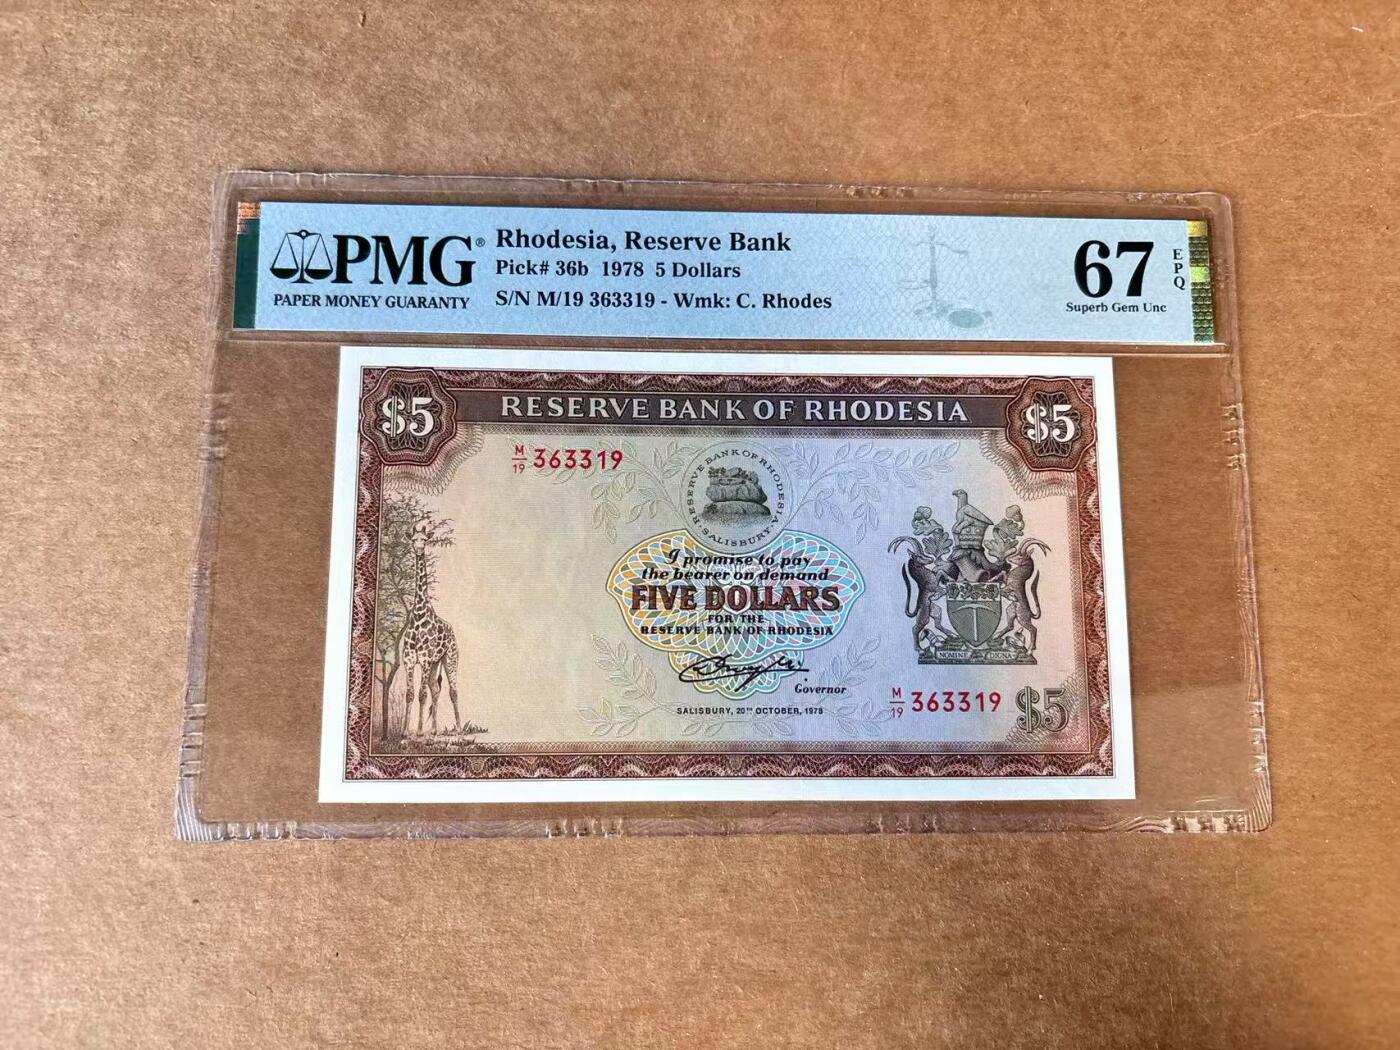 PMG®
PAPER MONEY GUARANTY
Rhodesia, Reserve Bank
Pick# 36b 1978 5 Dollars
S/N M/19 363319 - Wmk: C. Rhodes
67
EPQ
Superb Gem Unc
$5
RESERVE BANK OF RHODESIA
$5
M/19 363319
RESERVE BANK OF RHODESIA
SALISBURY
I promise to pay
the bearer on demand
FIVE DOLLARS
FOR THE
RESERVE BANK OF RHODESIA
Governor
SALISBURY, 20TH OCTOBER, 1978
NOMINE DIGNA
M/19 363319
$5